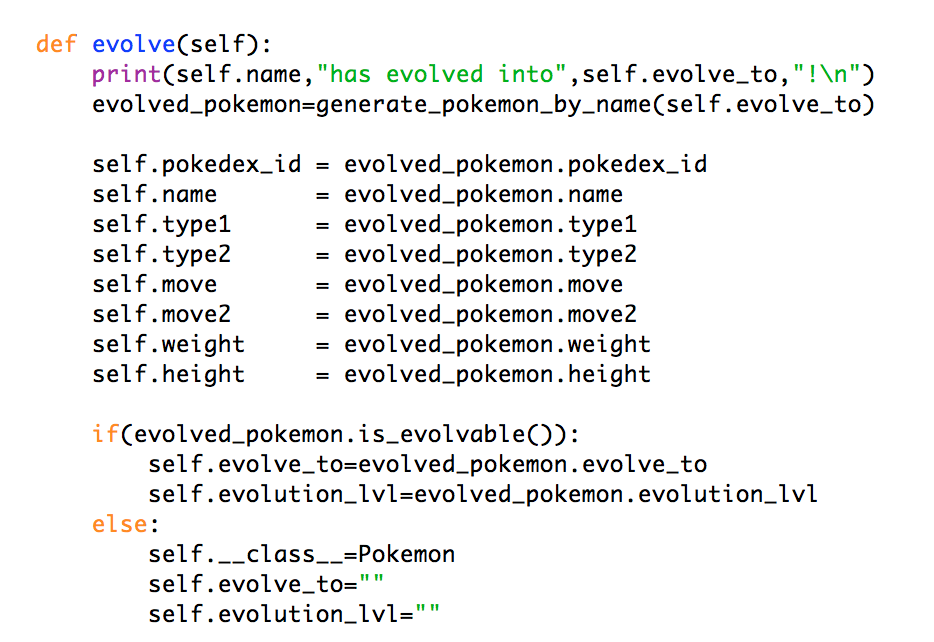 def evolve(self):
    print(self.name,"has evolved into",self.evolve_to,"!\n")
    evolved_pokemon=generate_pokemon_by_name(self.evolve_to)

    self.pokedex_id = evolved_pokemon.pokedex_id
    self.name       = evolved_pokemon.name
    self.type1      = evolved_pokemon.type1
    self.type2      = evolved_pokemon.type2
    self.move       = evolved_pokemon.move
    self.move2      = evolved_pokemon.move2
    self.weight     = evolved_pokemon.weight
    self.height     = evolved_pokemon.height

    if(evolved_pokemon.is_evolvable()):
        self.evolve_to=evolved_pokemon.evolve_to
        self.evolution_lvl=evolved_pokemon.evolution_lvl
    else:
        self.__class__=Pokemon
        self.evolve_to=""
        self.evolution_lvl=""